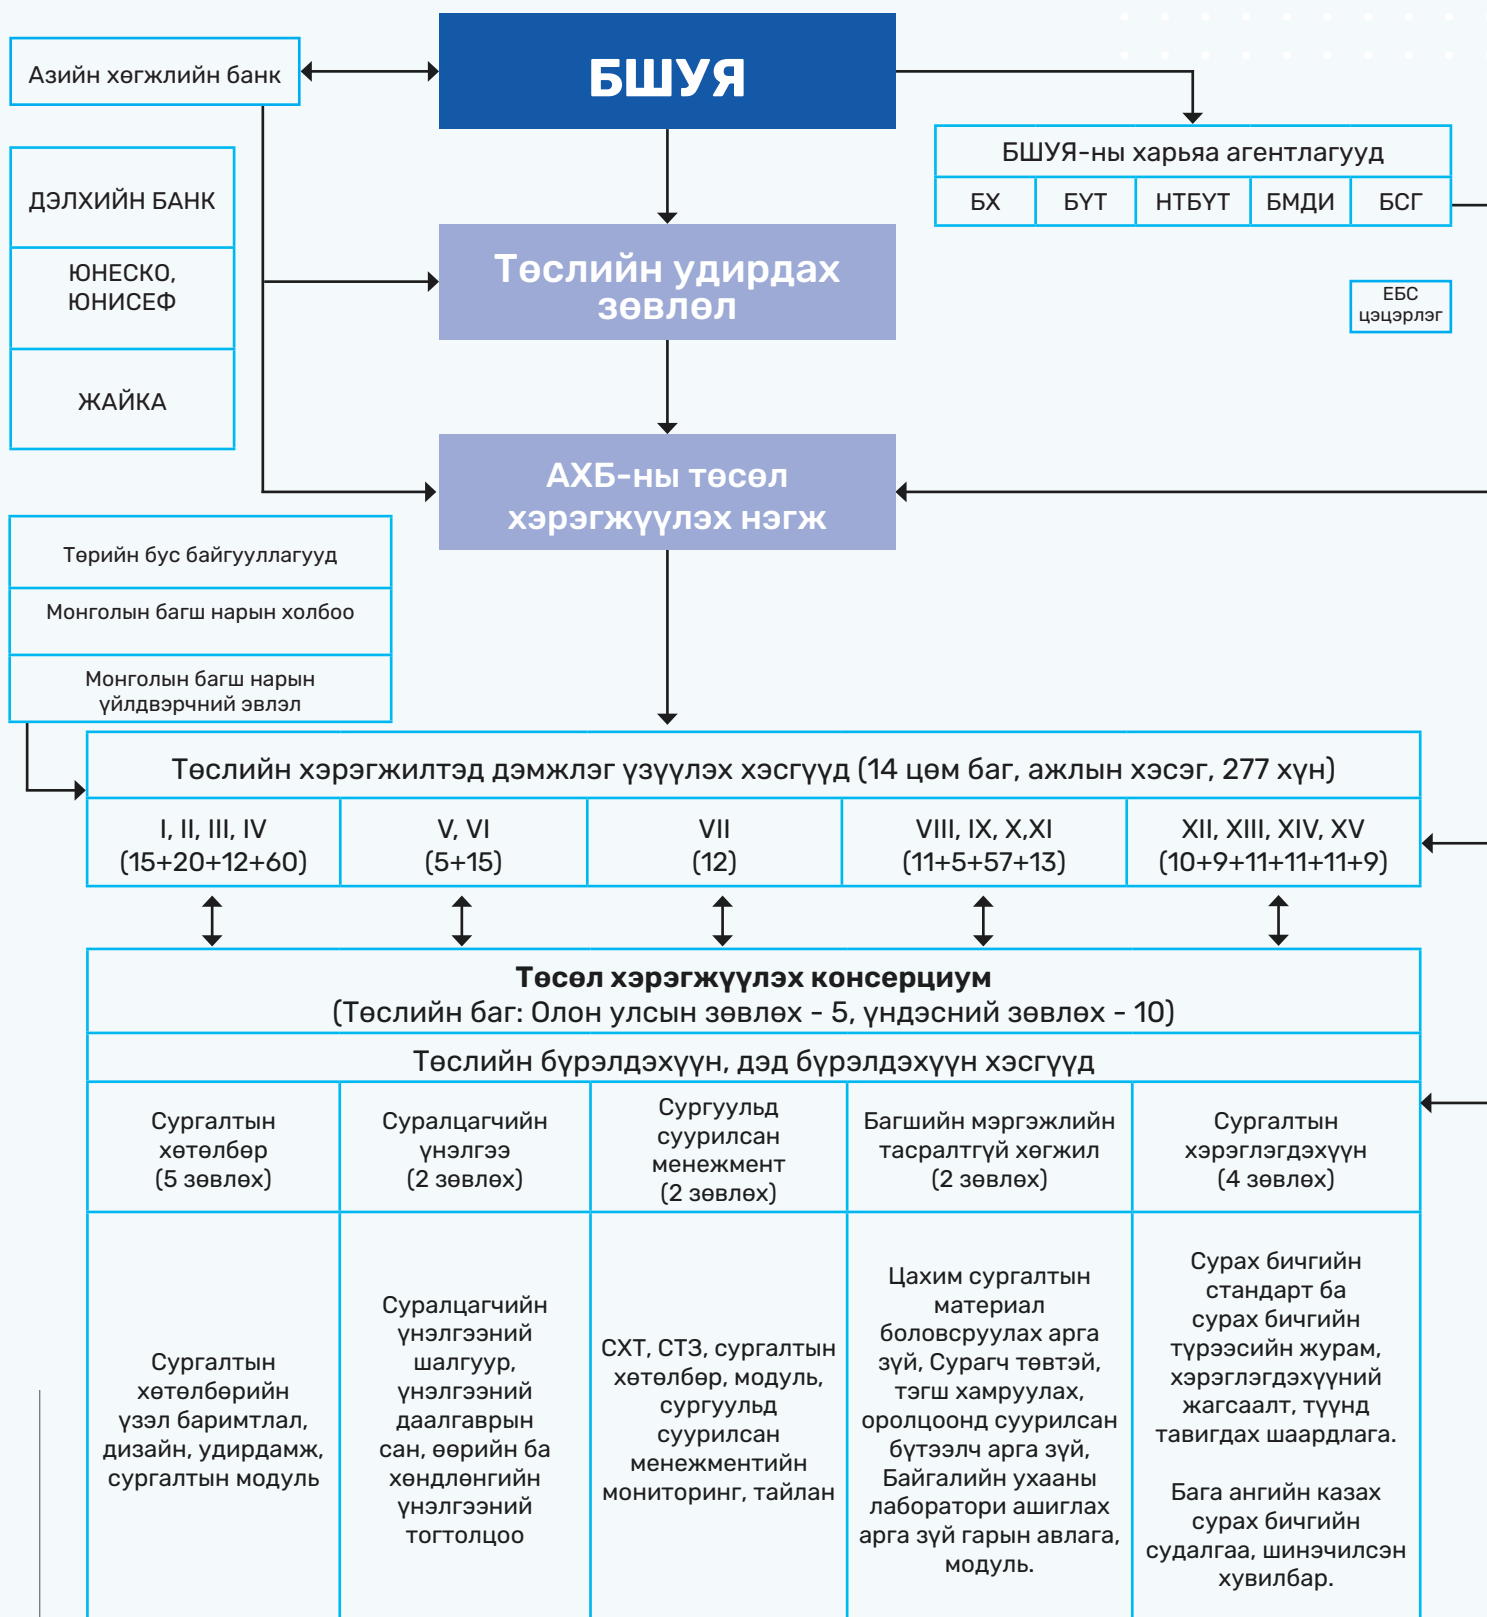 БШУЯ
Азийн хөгжлийн банк
БШУЯ-ны харьяа агентлагууд
БХ
БҮТ
НТБҮТ
БМДИ
БСГ
ДЭЛХИЙН БАНК
ЮНЕСКО,
ЮНИСЕФ
ЖАЙКА
Төслийн удирдах
зөвлөл
ЕБС
цэцэрлэг
АХБ-ны төсөл
хэрэгжүүлэх нэгж
Төрийн бус байгууллагууд
Монголын багш нарын холбоо
Монголын багш нарын
үйлдвэрчний эвлэл
Төслийн хэрэгжилтэд дэмжлэг үзүүлэх хэсгүүд (14 цөм баг, ажлын хэсэг, 277 хүн)
I, II, III, IV
(15+20+12+60)
V, VI
(5+15)
VII
(12)
VIII, IX, X,XI
(11+5+57+13)
XII, XIII, XIV, XV
(10+9+11+11+11+9)
Төсөл хэрэгжүүлэх консерциум
(Төслийн баг: Олон улсын зөвлөх - 5, үндэсний зөвлөх - 10)
Төслийн бүрэлдэхүүн, дэд бүрэлдэхүүн хэсгүүд
Сургалтын
хөтөлбөр
(5 зөвлөх)
Суралцагчийн
үнэлгээ
(2 зөвлөх)
Сургуульд
суурилсан
менежмент
(2 зөвлөх)
Багшийн мэргэжлийн
тасралтгүй хөгжил
(2 зөвлөх)
Сургалтын
хэрэглэгдэхүүн
(4 зөвлөх)
Сургалтын
хөтөлбөрийн
үзэл баримтлал,
дизайн, удирдамж,
сургалтын модуль
Суралцагчийн
үнэлгээний
шалгуур,
үнэлгээний
даалгаврын
сан, өөрийн ба
хөндлөнгийн
үнэлгээний
тогтолцоо
СХТ, СТЗ, сургалтын
хөтөлбөр, модуль,
сургуульд
суурилсан
менежментийн
мониторинг, тайлан
Цахим сургалтын
материал
боловсруулах арга
зүй, Сурагч төвтэй,
тэгш хамруулах,
оролцоонд суурилсан
бүтээлч арга зүй,
Байгалийн ухааны
лаборатори ашиглах
арга зүй гарын авлага,
модуль.
Сурах бичгийн
стандарт ба
сурах бичгийн
түрээсийн журам,
хэрэглэгдэхүүний
жагсаалт, түүнд
тавигдах шаардлага.
Бага ангийн казах
сурах бичгийн
судалгаа, шинэчилсэн
хувилбар.